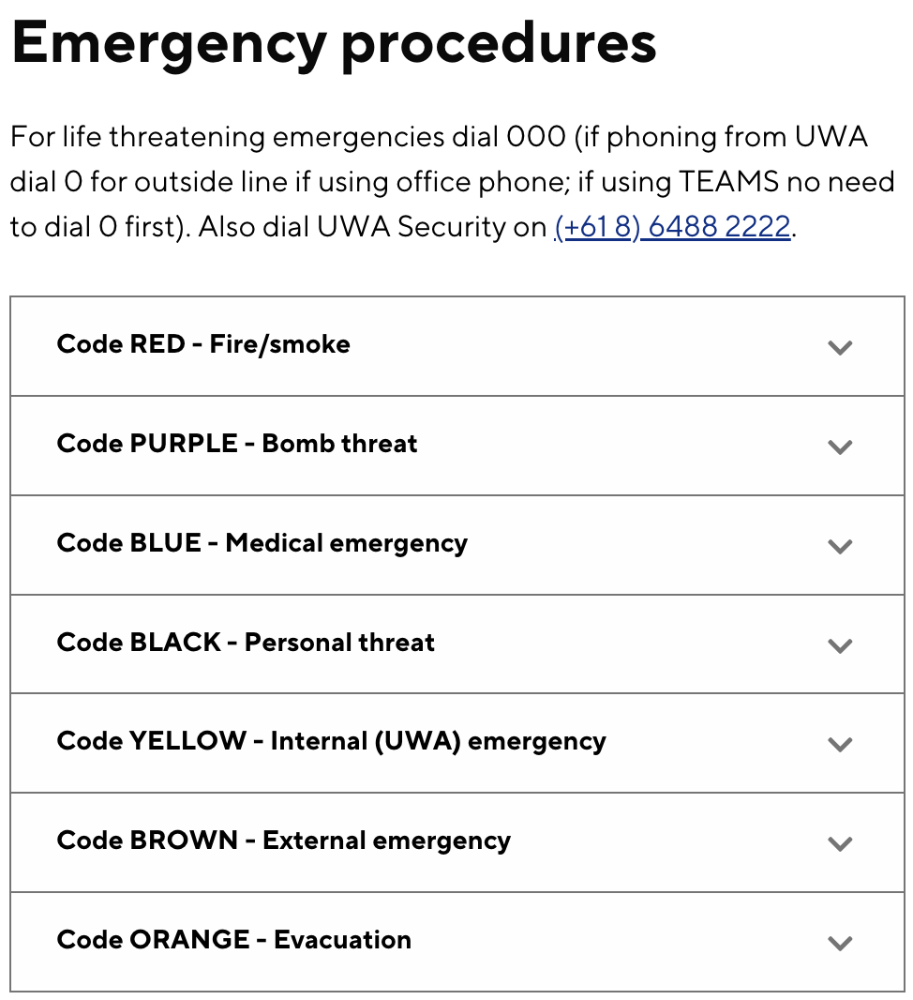 Emergency procedures
For life threatening emergencies dial 000 (if phoning from UWA
dial 0 for outside line if using office phone; if using TEAMS no need
to dial 0 first). Also dial UWA Security on (+61 8) 6488 2222.
Code RED - Fire/smoke
Code PURPLE - Bomb threat
Code BLUE - Medical emergency
Code BLACK - Personal threat
Code YELLOW - Internal (UWA) emergency
Code BROWN - External emergency
Code ORANGE - Evacuation